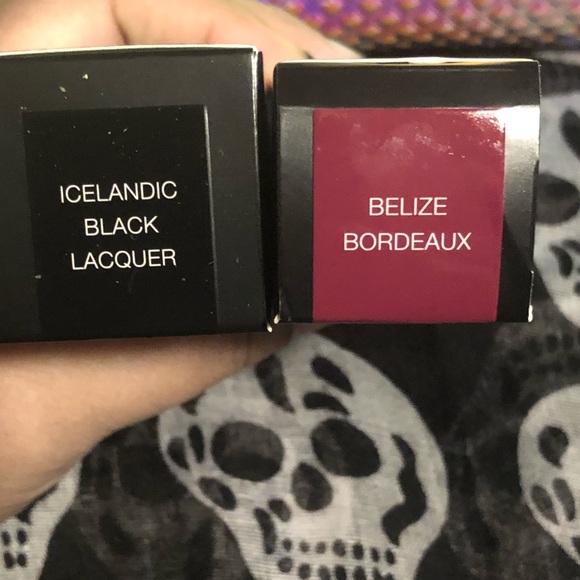 ICELANDIC
BLACK
LACQUER
BELIZE
BORDEAUX